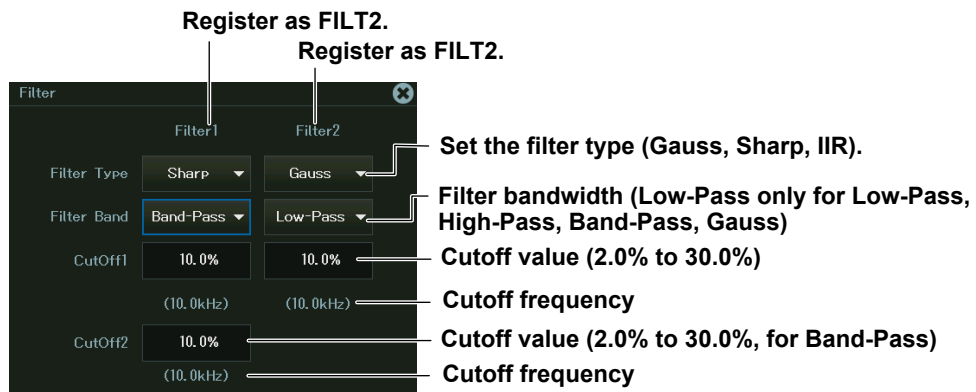 Register as FILT2.
Register as FILT2.
Filter
Filter1 Filter2
Filter Type Sharp Gauss
Set the filter type (Gauss, Sharp, IIR).
Filter Band Band-Pass Low-Pass
Filter bandwidth (Low-Pass only for Low-Pass,
High-Pass, Band-Pass, Gauss)
CutOff1 10.0% 10.0%
Cutoff value (2.0% to 30.0%)
(10.0kHz) (10.0kHz)
Cutoff frequency
CutOff2 10.0%
Cutoff value (2.0% to 30.0%, for Band-Pass)
(10.0kHz)
Cutoff frequency